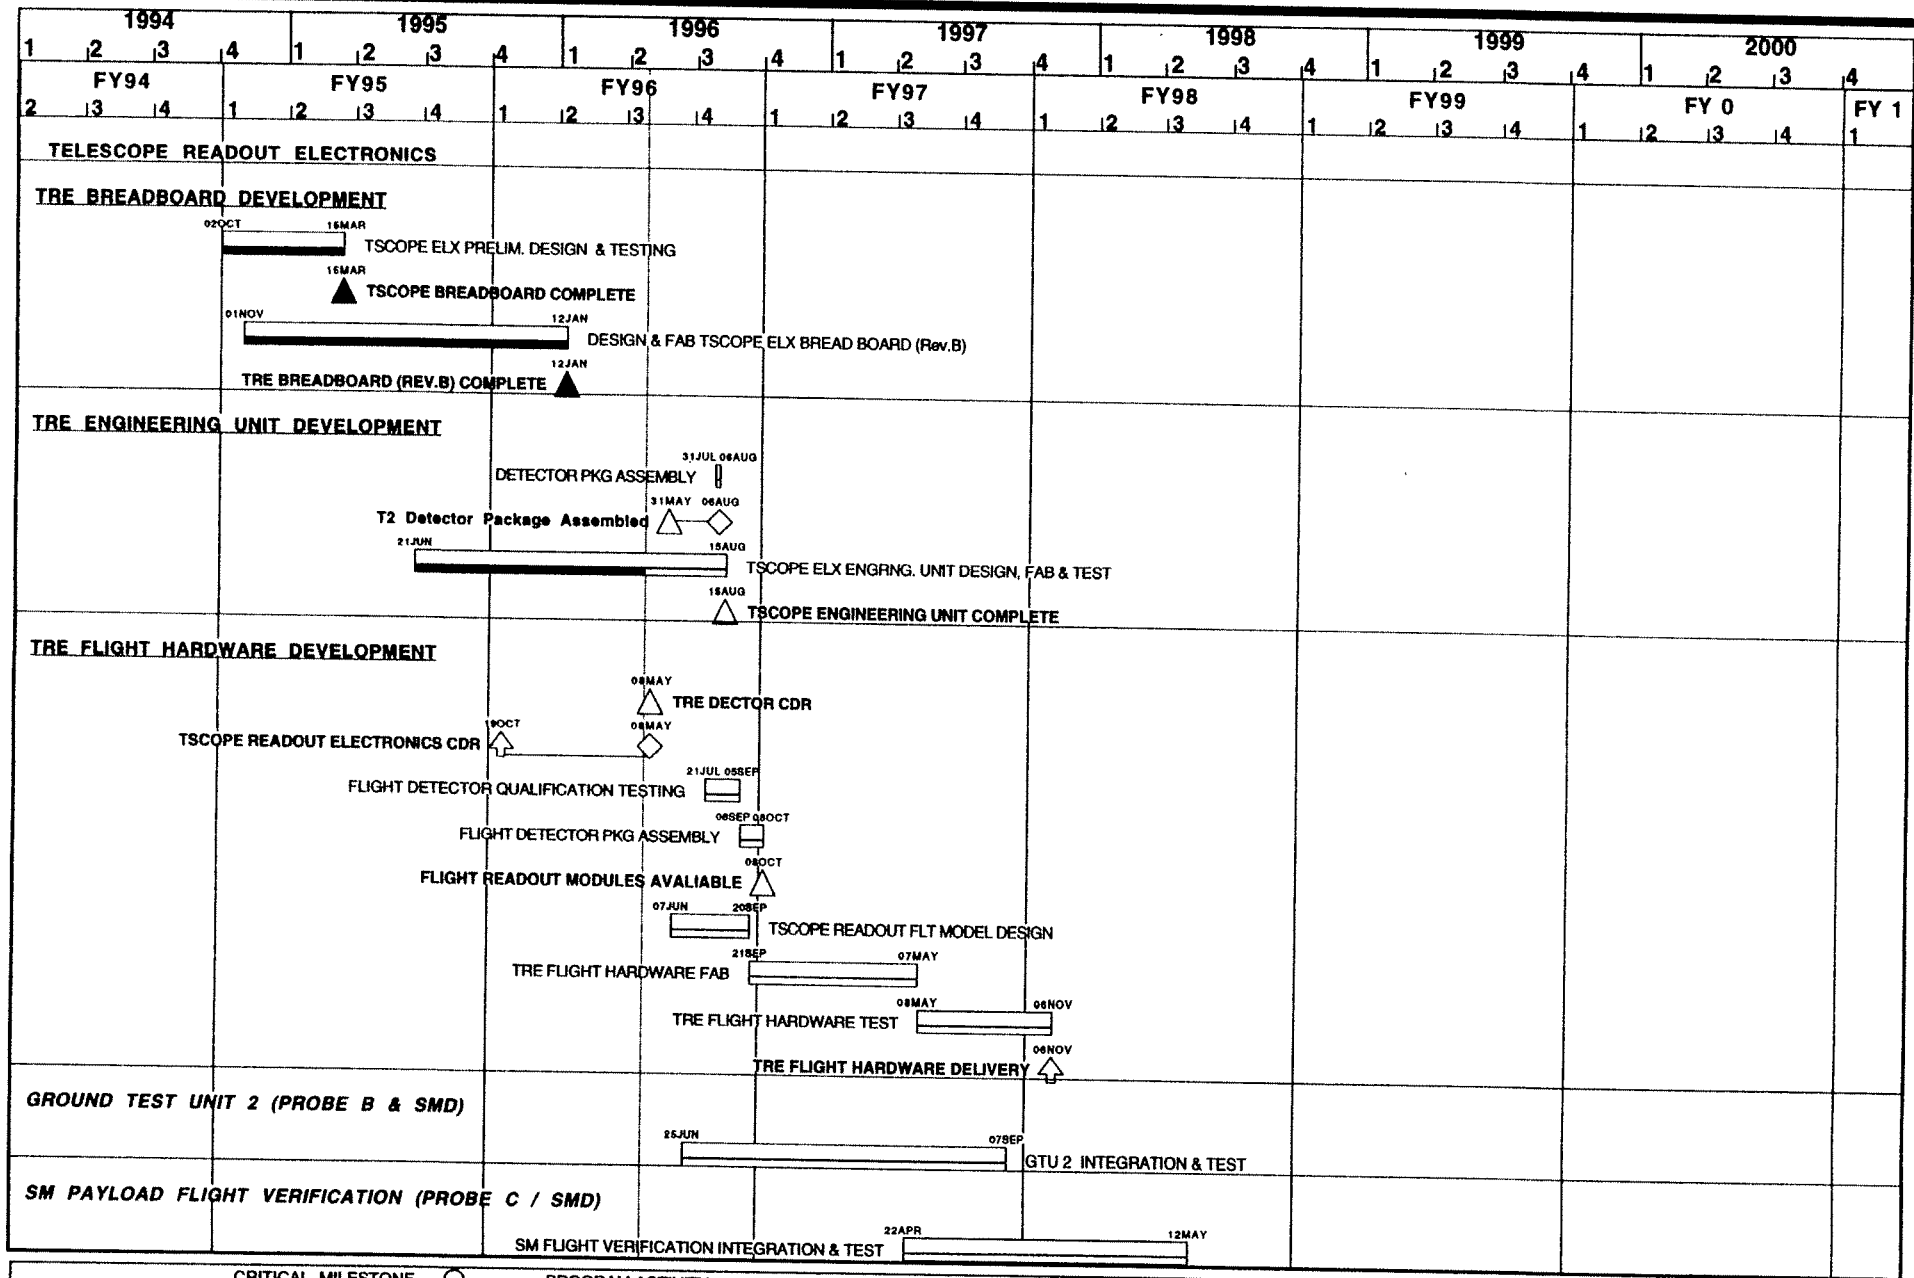 1994 1995 1996 1997 1998 1999 2000
1 2 3 4 1 2 3 4 1 2 3 4 1 2 3 4 1 2 3 4 1 2 3 4 1 2 3 4
FY94 FY95 FY96 FY97 FY98 FY99 FY 0 FY 1
2 3 4 1 2 3 4 1 2 3 4 1 2 3 4 1 2 3 4 1 2 3 4 1 2 3 4 1
TELESCOPE READOUT ELECTRONICS
TRE BREADBOARD DEVELOPMENT
02OCT 15MAR
TSCOPE ELX PRELIM. DESIGN & TESTING
15MAR
TSCOPE BREADBOARD COMPLETE
01NOV 12JAN
DESIGN & FAB TSCOPE ELX BREAD BOARD (Rev.B)
12JAN
TRE BREADBOARD (REV.B) COMPLETE
TRE ENGINEERING UNIT DEVELOPMENT
31JUL 06AUG
DETECTOR PKG ASSEMBLY
31MAY 06AUG
T2 Detector Package Assembled
21JUN 15AUG
TSCOPE ELX ENGRNG. UNIT DESIGN, FAB & TEST
15AUG
TSCOPE ENGINEERING UNIT COMPLETE
TRE FLIGHT HARDWARE DEVELOPMENT
08MAY
TRE DECTOR CDR
19OCT 08MAY
TSCOPE READOUT ELECTRONICS CDR
21JUL 05SEP
FLIGHT DETECTOR QUALIFICATION TESTING
06SEP 08OCT
FLIGHT DETECTOR PKG ASSEMBLY
08OCT
FLIGHT READOUT MODULES AVALIABLE
07JUN 20SEP
TSCOPE READOUT FLT MODEL DESIGN
21SEP 07MAY
TRE FLIGHT HARDWARE FAB
08MAY 06NOV
TRE FLIGHT HARDWARE TEST
06NOV
TRE FLIGHT HARDWARE DELIVERY
GROUND TEST UNIT 2 (PROBE B & SMD)
25JUN 07SEP
GTU 2 INTEGRATION & TEST
SM PAYLOAD FLIGHT VERIFICATION (PROBE C / SMD)
22APR 12MAY
SM FLIGHT VERIFICATION INTEGRATION & TEST
CRITICAL MILESTONE